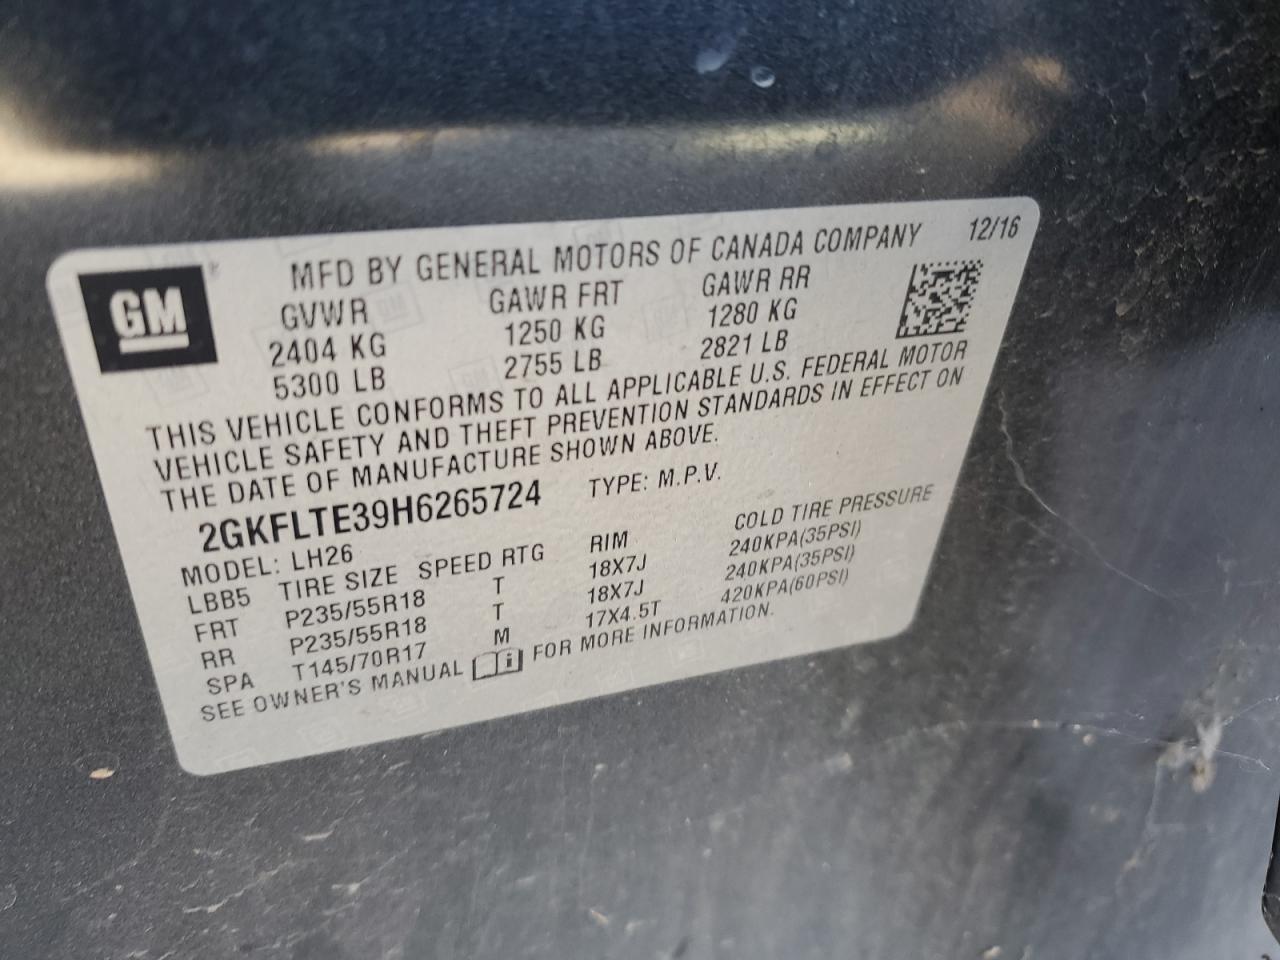 GM
MFD BY GENERAL MOTORS OF CANADA COMPANY 12/16
GVWR GAWR FRT GAWR RR
2404 KG 1250 KG 1280 KG
5300 LB 2755 LB 2821 LB
THIS VEHICLE CONFORMS TO ALL APPLICABLE U.S. FEDERAL MOTOR
VEHICLE SAFETY AND THEFT PREVENTION STANDARDS IN EFFECT ON
THE DATE OF MANUFACTURE SHOWN ABOVE.
2GKFLTE39H6265724 TYPE: M.P.V.
MODEL: LH26
LBB5 TIRE SIZE SPEED RTG RIM COLD TIRE PRESSURE
FRT P235/55R18 T 18X7J 240KPA(35PSI)
RR P235/55R18 T 18X7J 240KPA(35PSI)
SPA T145/70R17 M 17X4.5T 420KPA(60PSI)
SEE OWNER'S MANUAL i FOR MORE INFORMATION.